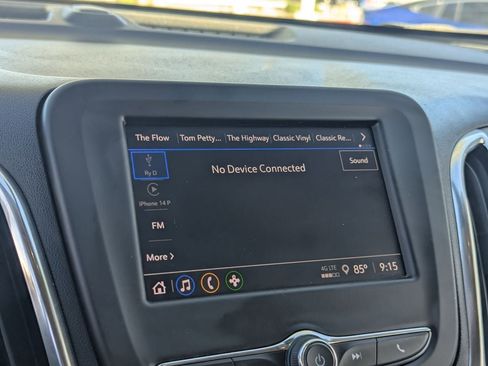 The Flow Tom Petty... The Highway Classic Vinyl Classic Re...
Ry D
No Device Connected
Sound
iPhone 14 P
FM
More >
4G LTE 85° 9:15